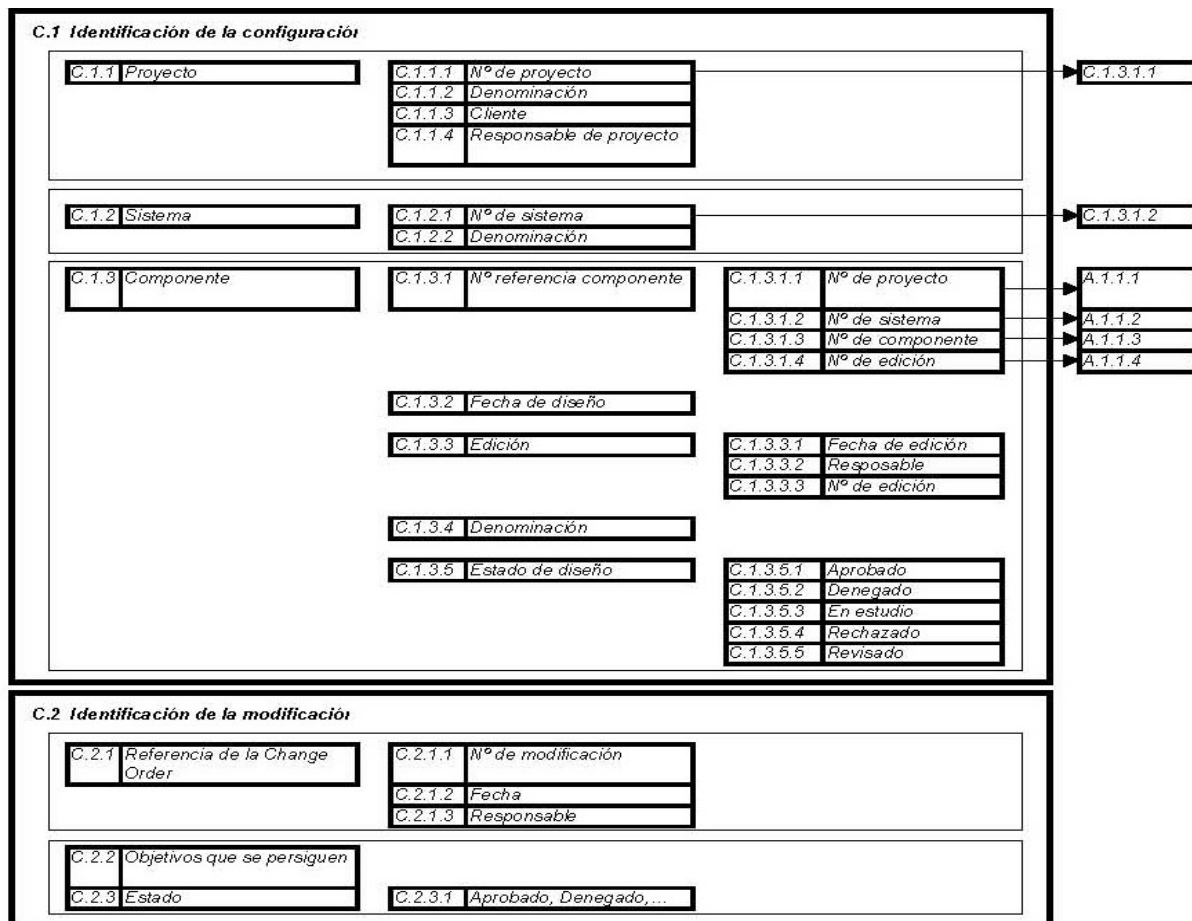 C.1 Identificación de la configuración
C.1.1 Proyecto C.1.1.1 Nº de proyecto C.1.3.1.1
C.1.1.2 Denominación
C.1.1.3 Cliente
C.1.1.4 Responsable de proyecto
C.1.2 Sistema C.1.2.1 Nº de sistema C.1.3.1.2
C.1.2.2 Denominación
C.1.3 Componente C.1.3.1 Nº referencia componente C.1.3.1.1 Nº de proyecto A.1.1.1
C.1.3.1.2 Nº de sistema A.1.1.2
C.1.3.1.3 Nº de componente A.1.1.3
C.1.3.1.4 Nº de edición A.1.1.4
C.1.3.2 Fecha de diseño
C.1.3.3 Edición C.1.3.3.1 Fecha de edición
C.1.3.3.2 Resposable
C.1.3.3.3 Nº de edición
C.1.3.4 Denominación
C.1.3.5 Estado de diseño C.1.3.5.1 Aprobado
C.1.3.5.2 Denegado
C.1.3.5.3 En estudio
C.1.3.5.4 Rechazado
C.1.3.5.5 Revisado
C.2 Identificación de la modificación
C.2.1 Referencia de la Change C.2.1.1 Nº de modificación
Order
C.2.1.2 Fecha
C.2.1.3 Responsable
C.2.2 Objetivos que se persiguen
C.2.3 Estado C.2.3.1 Aprobado, Denegado,...